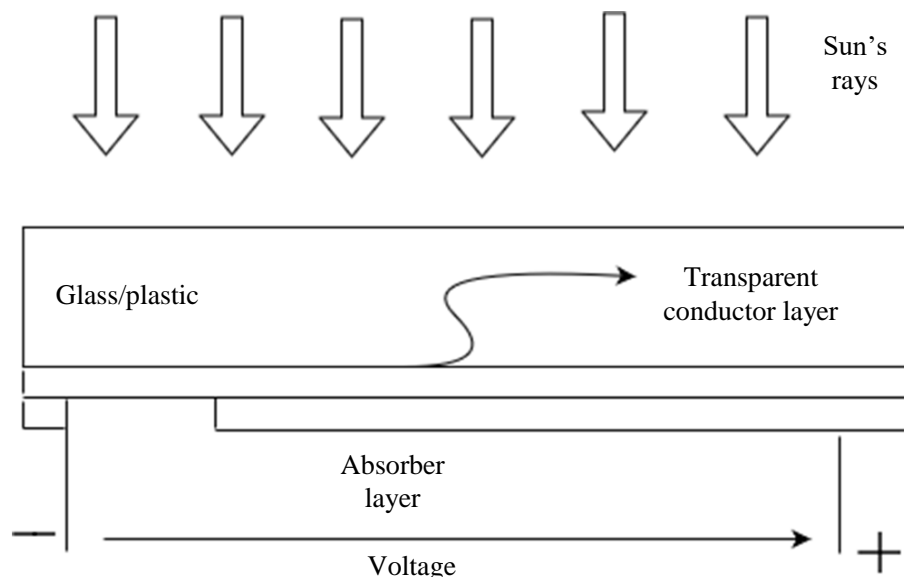 Sun’s
rays
Glass/plastic
Transparent
conductor layer
Absorber
layer
Voltage